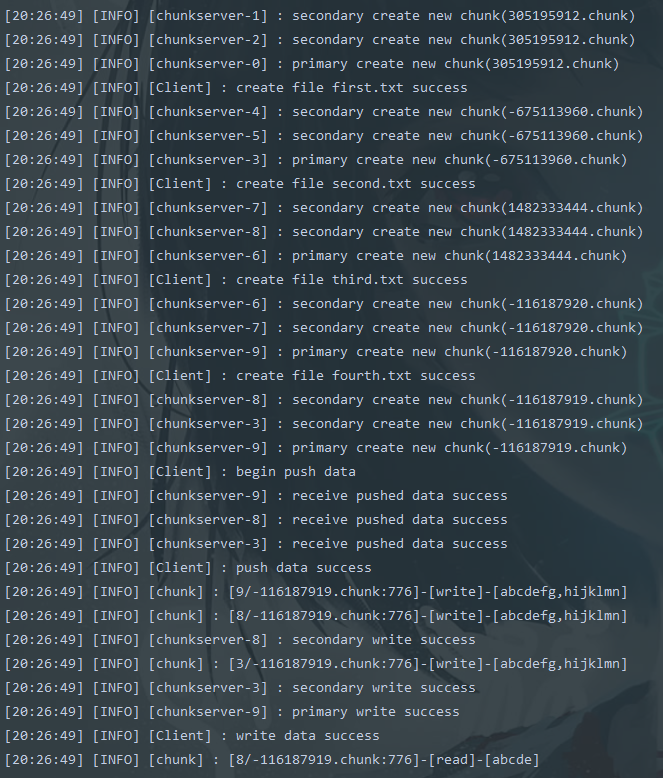 [20:26:49] [INFO] [chunkserver-1] : secondary create new chunk(305195912.chunk)
[20:26:49] [INFO] [chunkserver-2] : secondary create new chunk(305195912.chunk)
[20:26:49] [INFO] [chunkserver-0] : primary create new chunk(305195912.chunk)
[20:26:49] [INFO] [Client] : create file first.txt success
[20:26:49] [INFO] [chunkserver-4] : secondary create new chunk(-675113960.chunk)
[20:26:49] [INFO] [chunkserver-5] : secondary create new chunk(-675113960.chunk)
[20:26:49] [INFO] [chunkserver-3] : primary create new chunk(-675113960.chunk)
[20:26:49] [INFO] [Client] : create file second.txt success
[20:26:49] [INFO] [chunkserver-7] : secondary create new chunk(1482333444.chunk)
[20:26:49] [INFO] [chunkserver-8] : secondary create new chunk(1482333444.chunk)
[20:26:49] [INFO] [chunkserver-6] : primary create new chunk(1482333444.chunk)
[20:26:49] [INFO] [Client] : create file third.txt success
[20:26:49] [INFO] [chunkserver-6] : secondary create new chunk(-116187920.chunk)
[20:26:49] [INFO] [chunkserver-7] : secondary create new chunk(-116187920.chunk)
[20:26:49] [INFO] [chunkserver-9] : primary create new chunk(-116187920.chunk)
[20:26:49] [INFO] [Client] : create file fourth.txt success
[20:26:49] [INFO] [chunkserver-8] : secondary create new chunk(-116187919.chunk)
[20:26:49] [INFO] [chunkserver-3] : secondary create new chunk(-116187919.chunk)
[20:26:49] [INFO] [chunkserver-9] : primary create new chunk(-116187919.chunk)
[20:26:49] [INFO] [Client] : begin push data
[20:26:49] [INFO] [chunkserver-9] : receive pushed data success
[20:26:49] [INFO] [chunkserver-8] : receive pushed data success
[20:26:49] [INFO] [chunkserver-3] : receive pushed data success
[20:26:49] [INFO] [Client] : push data success
[20:26:49] [INFO] [chunk] : [9/-116187919.chunk:776]-[write]-[abcdefg,hijklmn]
[20:26:49] [INFO] [chunk] : [8/-116187919.chunk:776]-[write]-[abcdefg,hijklmn]
[20:26:49] [INFO] [chunkserver-8] : secondary write success
[20:26:49] [INFO] [chunk] : [3/-116187919.chunk:776]-[write]-[abcdefg,hijklmn]
[20:26:49] [INFO] [chunkserver-3] : secondary write success
[20:26:49] [INFO] [chunkserver-9] : primary write success
[20:26:49] [INFO] [Client] : write data success
[20:26:49] [INFO] [chunk] : [8/-116187919.chunk:776]-[read]-[abcde]